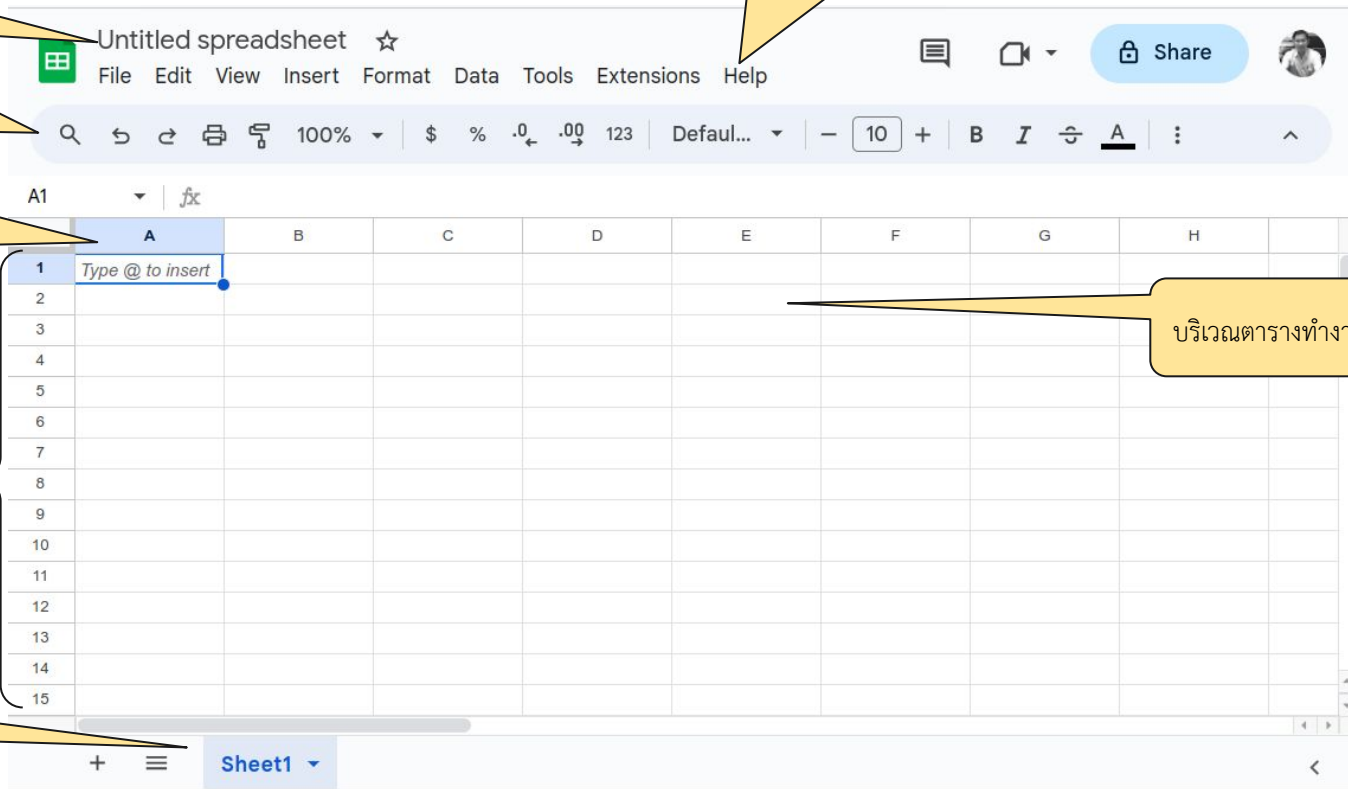 Untitled spreadsheet
File Edit View Insert Format Data Tools Extensions Help
Share
100% $ % .0 .00 123 Defaul... 10 B I A
A1 fx
A B C D E F G H
1 Type @ to insert
2
บริเวณตารางทำงา
3
4
5
6
7
8
9
10
11
12
13
14
15
Sheet1